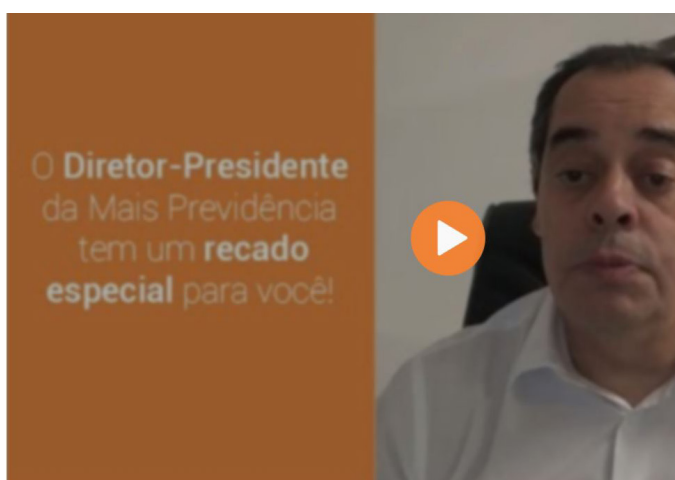 O Diretor-Presidente
da Mais Previdência
tem um recado
especial para você!